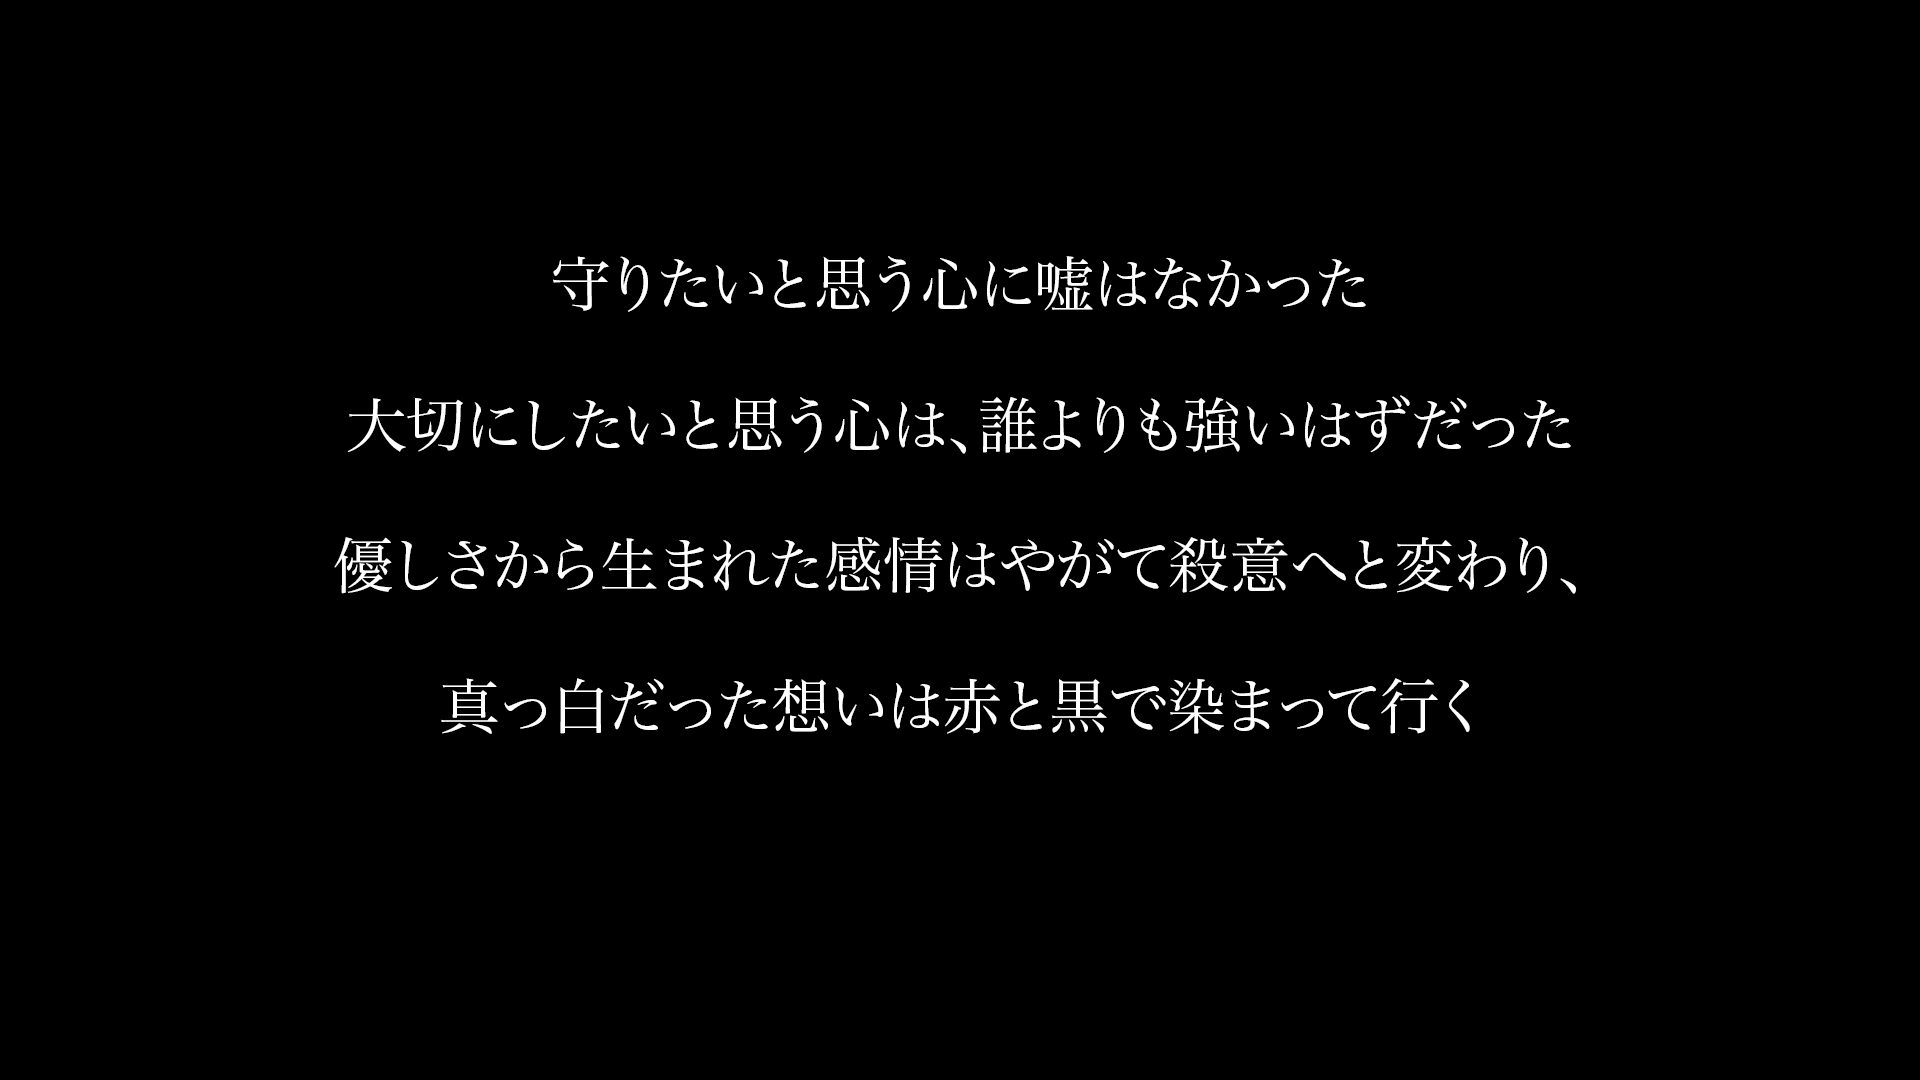 守りたいと思う心に嘘はなかった
大切にしたいと思う心は、誰よりも強いはずだった
優しさから生まれた感情はやがて殺意へと変わり、
真っ白だった想いは赤と黒で染まって行く